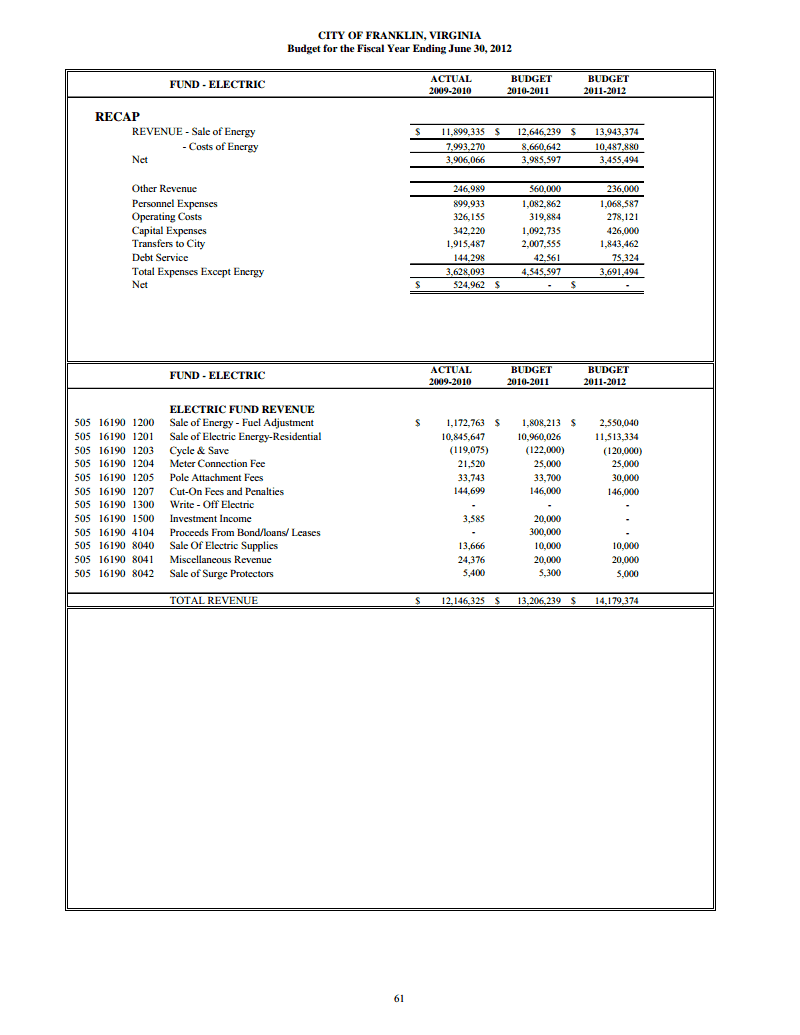 CITY OF FRANKLIN, VIRGINIA
Budget for the Fiscal Year Ending June 30, 2012
FUND - ELECTRIC ACTUAL 2009-2010 BUDGET 2010-2011 BUDGET 2011-2012
RECAP
REVENUE - Sale of Energy $ 11,899,335 $ 12,646,239 $ 13,943,374
- Costs of Energy 7,993,270 8,660,642 10,487,880
Net 3,906,066 3,985,597 3,455,494
Other Revenue 246,989 560,000 236,000
Personnel Expenses 899,933 1,082,862 1,068,587
Operating Costs 326,155 319,884 278,121
Capital Expenses 342,220 1,092,735 426,000
Transfers to City 1,915,487 2,007,555 1,843,462
Debt Service 144,298 42,561 75,324
Total Expenses Except Energy 3,628,093 4,545,597 3,691,494
Net $ 524,962 $ - $ -
FUND - ELECTRIC ACTUAL 2009-2010 BUDGET 2010-2011 BUDGET 2011-2012
ELECTRIC FUND REVENUE
505 16190 1200 Sale of Energy - Fuel Adjustment $ 1,172,763 $ 1,808,213 $ 2,550,040
505 16190 1201 Sale of Electric Energy-Residential 10,845,647 10,960,026 11,513,334
505 16190 1203 Cycle & Save (119,075) (122,000) (120,000)
505 16190 1204 Meter Connection Fee 21,520 25,000 25,000
505 16190 1205 Pole Attachment Fees 33,743 33,700 30,000
505 16190 1207 Cut-On Fees and Penalties 144,699 146,000 146,000
505 16190 1300 Write - Off Electric - - -
505 16190 1500 Investment Income 3,585 20,000 -
505 16190 4104 Proceeds From Bond/loans/ Leases - 300,000 -
505 16190 8040 Sale Of Electric Supplies 13,666 10,000 10,000
505 16190 8041 Miscellaneous Revenue 24,376 20,000 20,000
505 16190 8042 Sale of Surge Protectors 5,400 5,300 5,000
TOTAL REVENUE $ 12,146,325 $ 13,206,239 $ 14,179,374
61